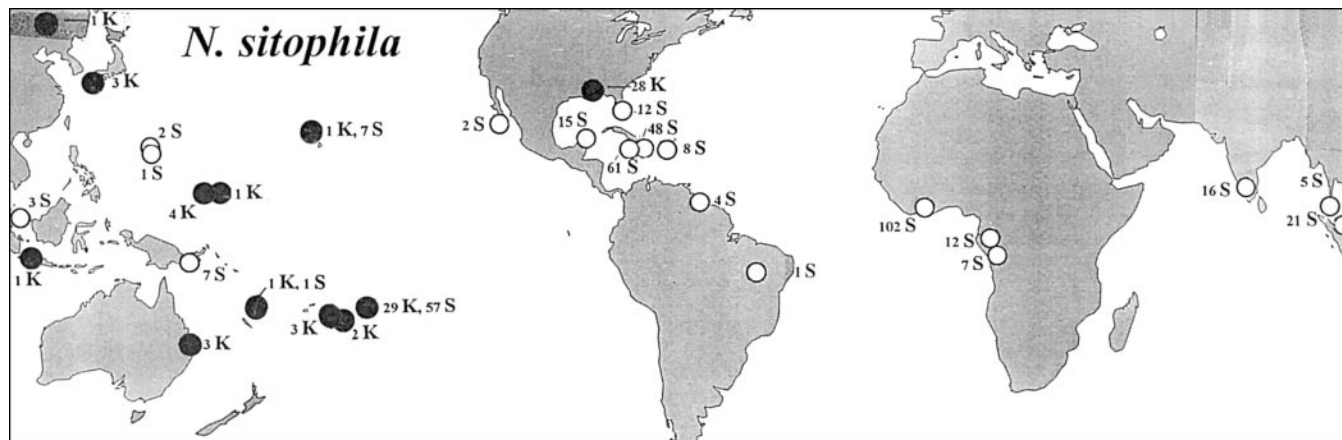 N. sitophila
1 K
3 K
2 S
1 S
1 K, 7 S
4 K
1 K
3 S
1 K
7 S
1 K, 1 S
3 K
2 K
29 K, 57 S
3 K
2 S
28 K
12 S
15 S
48 S
61 S
8 S
4 S
1 S
102 S
12 S
7 S
16 S
5 S
21 S